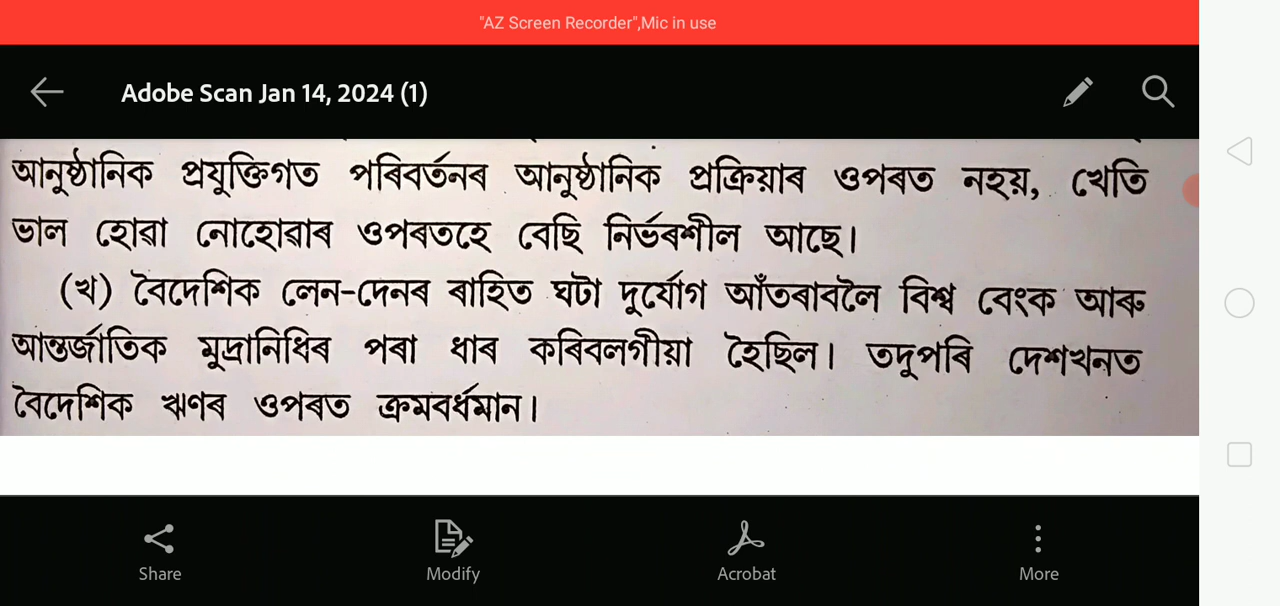 "AZ Screen Recorder",Mic in use
Adobe Scan Jan 14, 2024 (1)
আনুষ্ঠানিক প্ৰযুক্তিগত পৰিবৰ্তনৰ আনুষ্ঠানিক প্ৰক্ৰিয়াৰ ওপৰত নহয়, খেতি
ভাল হোৱা নোহোৱাৰ ওপৰতহে বেছি নিৰ্ভৰশীল আছে।
(খ) বৈদেশিক লেন-দেনৰ ৰাহিত ঘটা দুৰ্যোগ আঁতৰাবলৈ বিশ্ব বেংক আৰু
আন্তৰ্জাতিক মুদ্ৰানিধিৰ পৰা ধাৰ কৰিবলগীয়া হৈছিল। তদুপৰি দেশখনত
বৈদেশিক ঋণৰ ওপৰত ক্ৰমবৰ্ধমান।
Share Modify Acrobat More